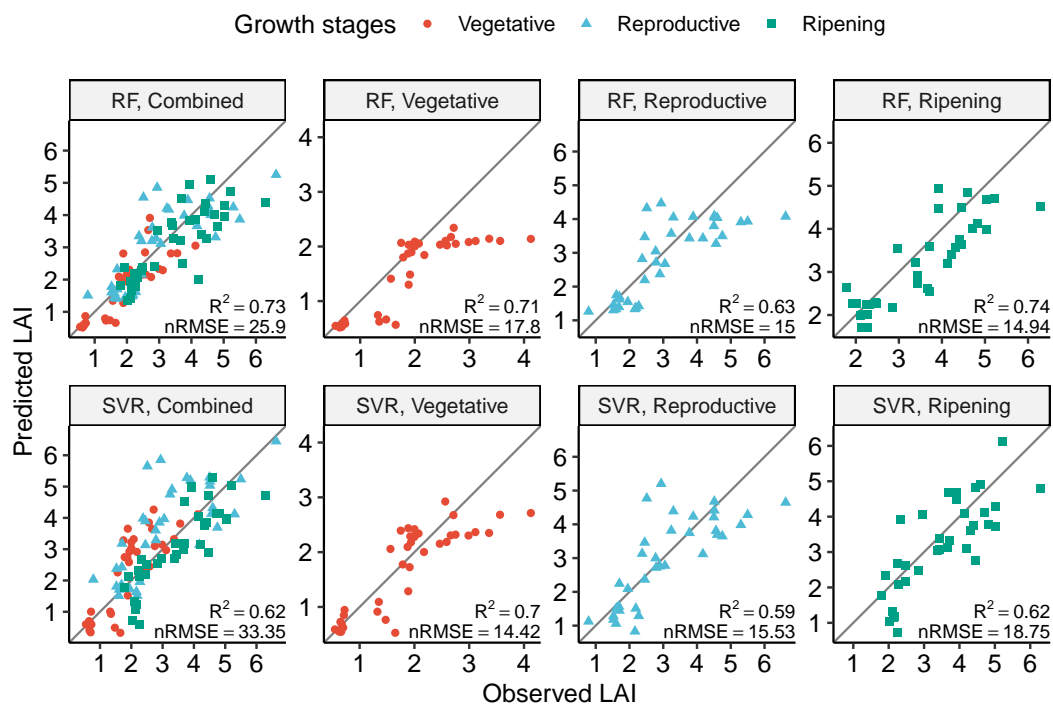 Growth stages Vegetative Reproductive Ripening
RF, Combined RF, Vegetative RF, Reproductive RF, Ripening
6
5
4
3
2
1
R² = 0.73
nRMSE = 25.9
1 2 3 4 5 6
4
3
2
1
R² = 0.71
nRMSE = 17.8
1 2 3 4
6
5
4
3
2
1
R² = 0.63
nRMSE = 15
1 2 3 4 5 6
6
5
4
3
2
R² = 0.74
nRMSE = 14.94
2 3 4 5 6
Predicted LAI
SVR, Combined SVR, Vegetative SVR, Reproductive SVR, Ripening
6
5
4
3
2
1
R² = 0.62
nRMSE = 33.35
1 2 3 4 5 6
4
3
2
1
R² = 0.7
nRMSE = 14.42
1 2 3 4
6
5
4
3
2
1
R² = 0.59
nRMSE = 15.53
1 2 3 4 5 6
6
5
4
3
2
1
R² = 0.62
nRMSE = 18.75
1 2 3 4 5 6
Observed LAI